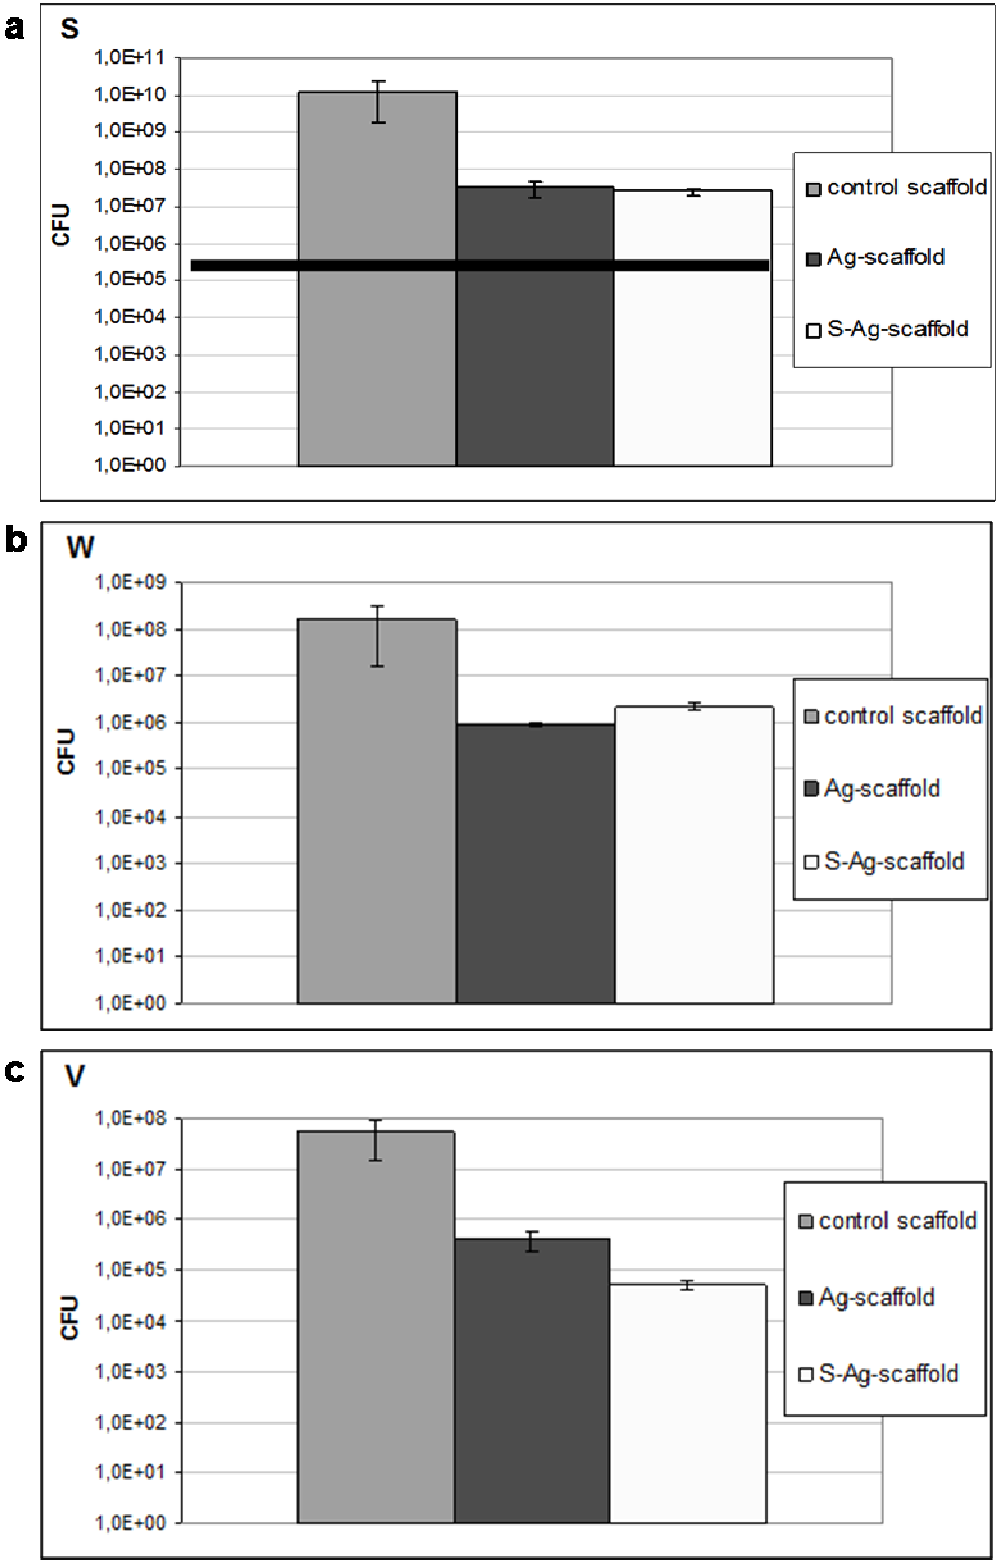 a
S
1,0E+11
1,0E+10
1,0E+09
1,0E+08
1,0E+07
1,0E+06
1,0E+05
1,0E+04
1,0E+03
1,0E+02
1,0E+01
1,0E+00
CFU
control scaffold
Ag-scaffold
S-Ag-scaffold
b
W
1,0E+09
1,0E+08
1,0E+07
1,0E+06
1,0E+05
1,0E+04
1,0E+03
1,0E+02
1,0E+01
1,0E+00
CFU
control scaffold
Ag-scaffold
S-Ag-scaffold
c
V
1,0E+08
1,0E+07
1,0E+06
1,0E+05
1,0E+04
1,0E+03
1,0E+02
1,0E+01
1,0E+00
CFU
control scaffold
Ag-scaffold
S-Ag-scaffold